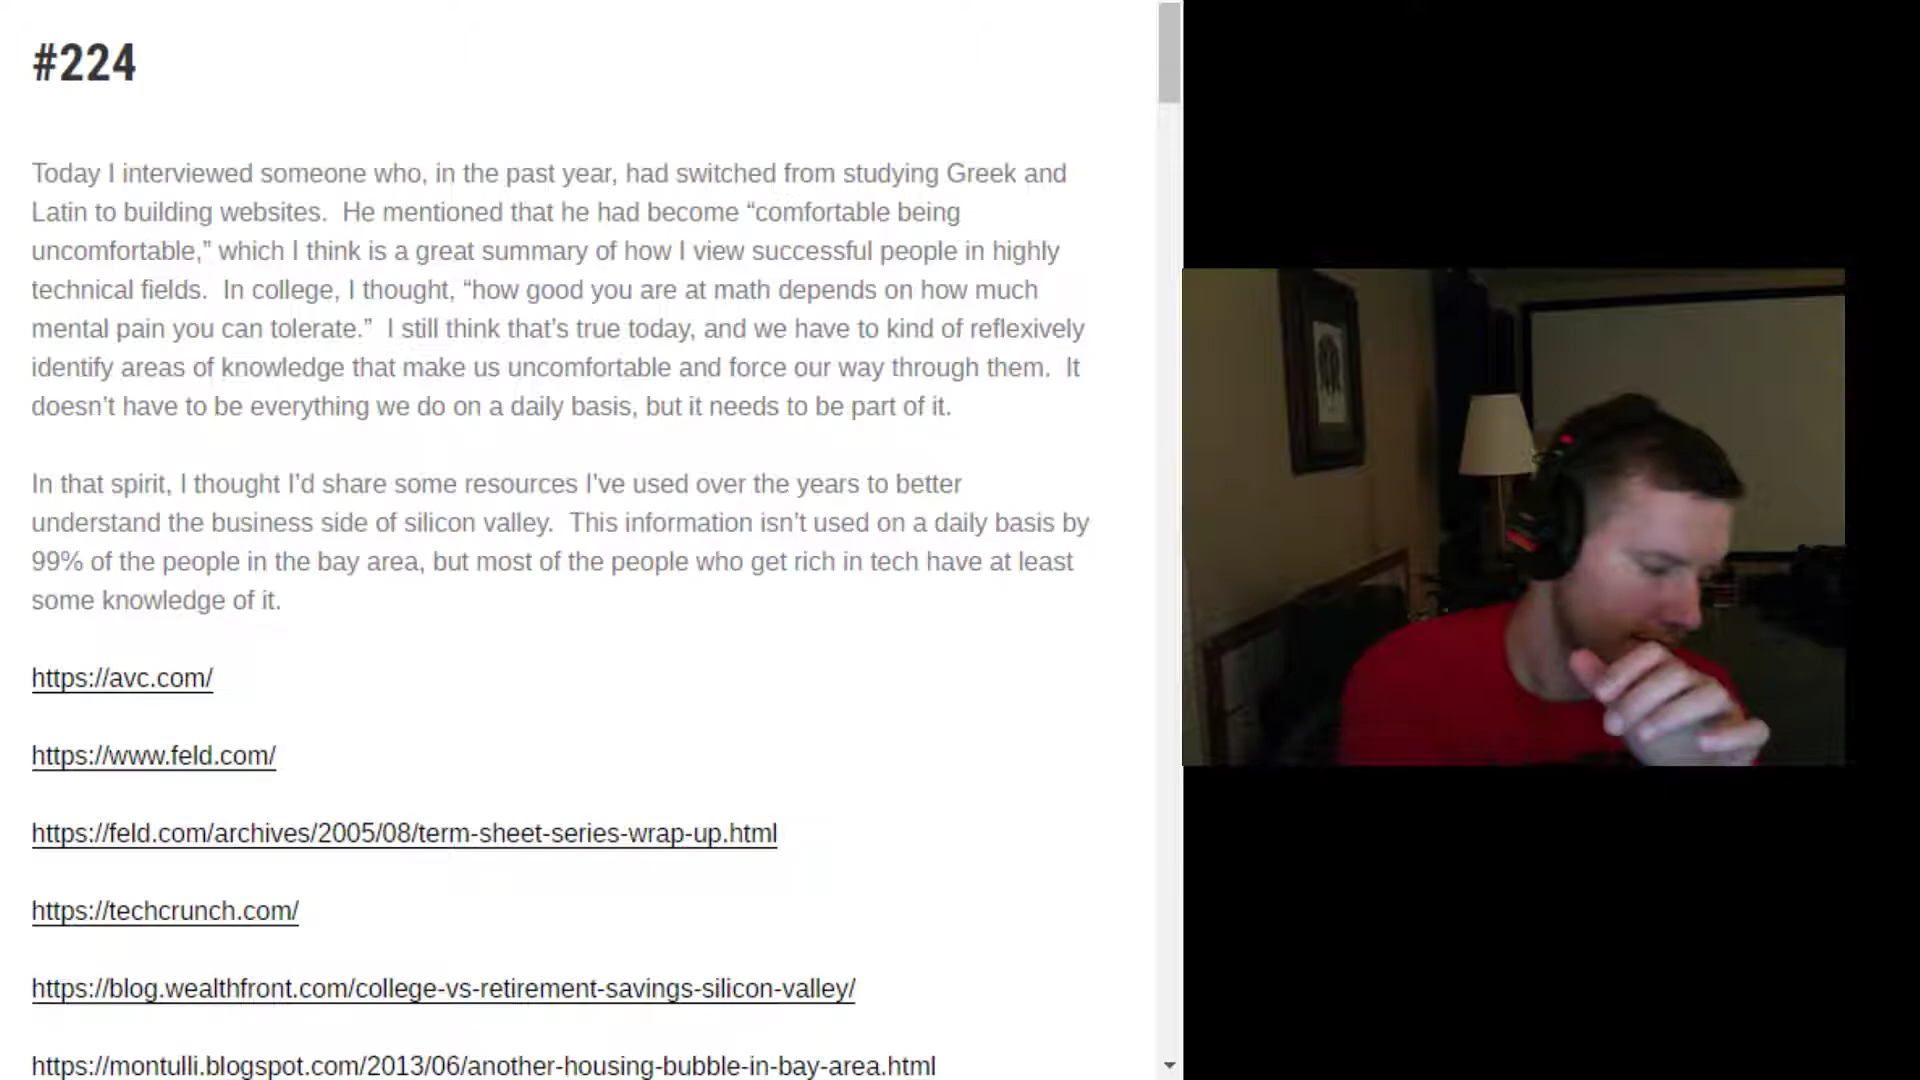 #224
Today I interviewed someone who, in the past year, had switched from studying Greek and
Latin to building websites.  He mentioned that he had become “comfortable being
uncomfortable,” which I think is a great summary of how I view successful people in highly
technical fields.  In college, I thought, “how good you are at math depends on how much
mental pain you can tolerate.”  I still think that’s true today, and we have to kind of reflexively
identify areas of knowledge that make us uncomfortable and force our way through them.  It
doesn’t have to be everything we do on a daily basis, but it needs to be part of it.
In that spirit, I thought I’d share some resources I’ve used over the years to better
understand the business side of silicon valley.  This information isn’t used on a daily basis by
99% of the people in the bay area, but most of the people who get rich in tech have at least
some knowledge of it.
https://avc.com/
https://www.feld.com/
https://feld.com/archives/2005/08/term-sheet-series-wrap-up.html
https://techcrunch.com/
https://blog.wealthfront.com/college-vs-retirement-savings-silicon-valley/
https://montulli.blogspot.com/2013/06/another-housing-bubble-in-bay-area.html